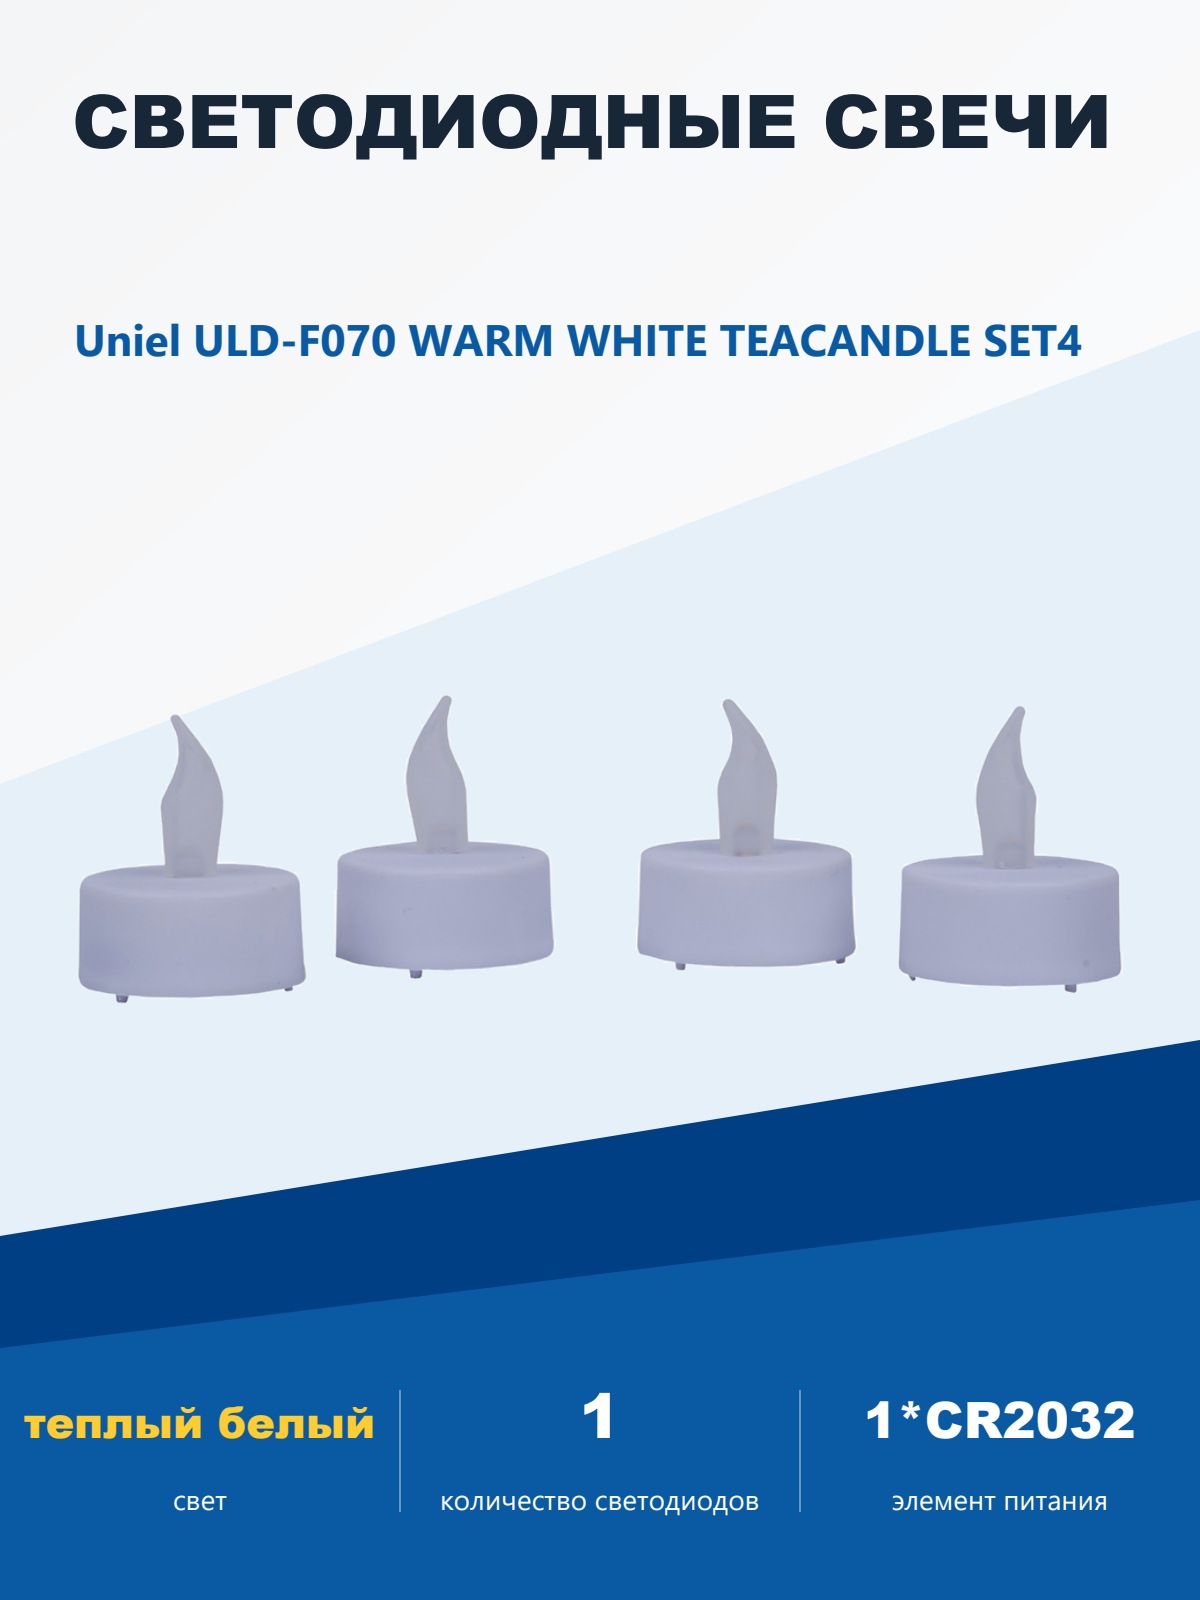 СВЕТОДИОДНЫЕ СВЕЧИ
Uniel ULD-F070 WARM WHITE TEACANDLE SET4
теплый белый
свет
1
количество светодиодов
1*CR2032
элемент питания